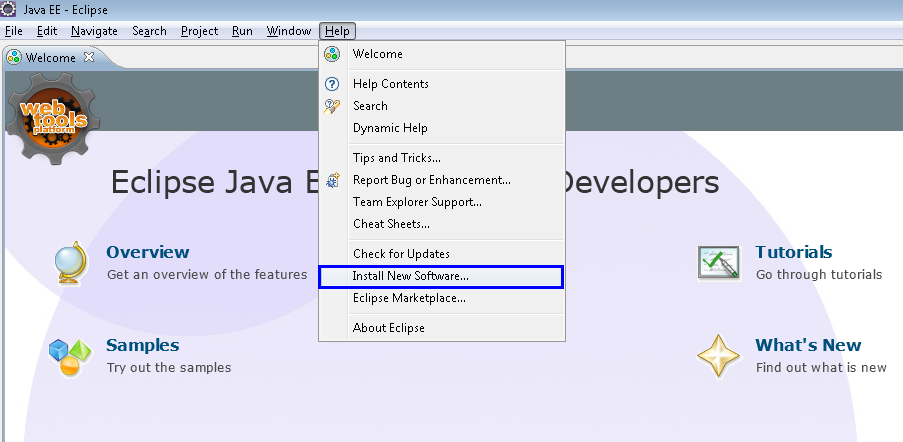 Java EE - Eclipse
File Edit Navigate Search Project Run Window Help
Welcome
Welcome
Help Contents
Search
Dynamic Help
Tips and Tricks...
Report Bug or Enhancement...
Team Explorer Support...
Cheat Sheets...
Check for Updates
Install New Software...
Eclipse Marketplace...
About Eclipse
web
tools
platform
Eclipse Java E Developers
Overview
Get an overview of the features
Tutorials
Go through tutorials
Samples
Try out the samples
What's New
Find out what is new